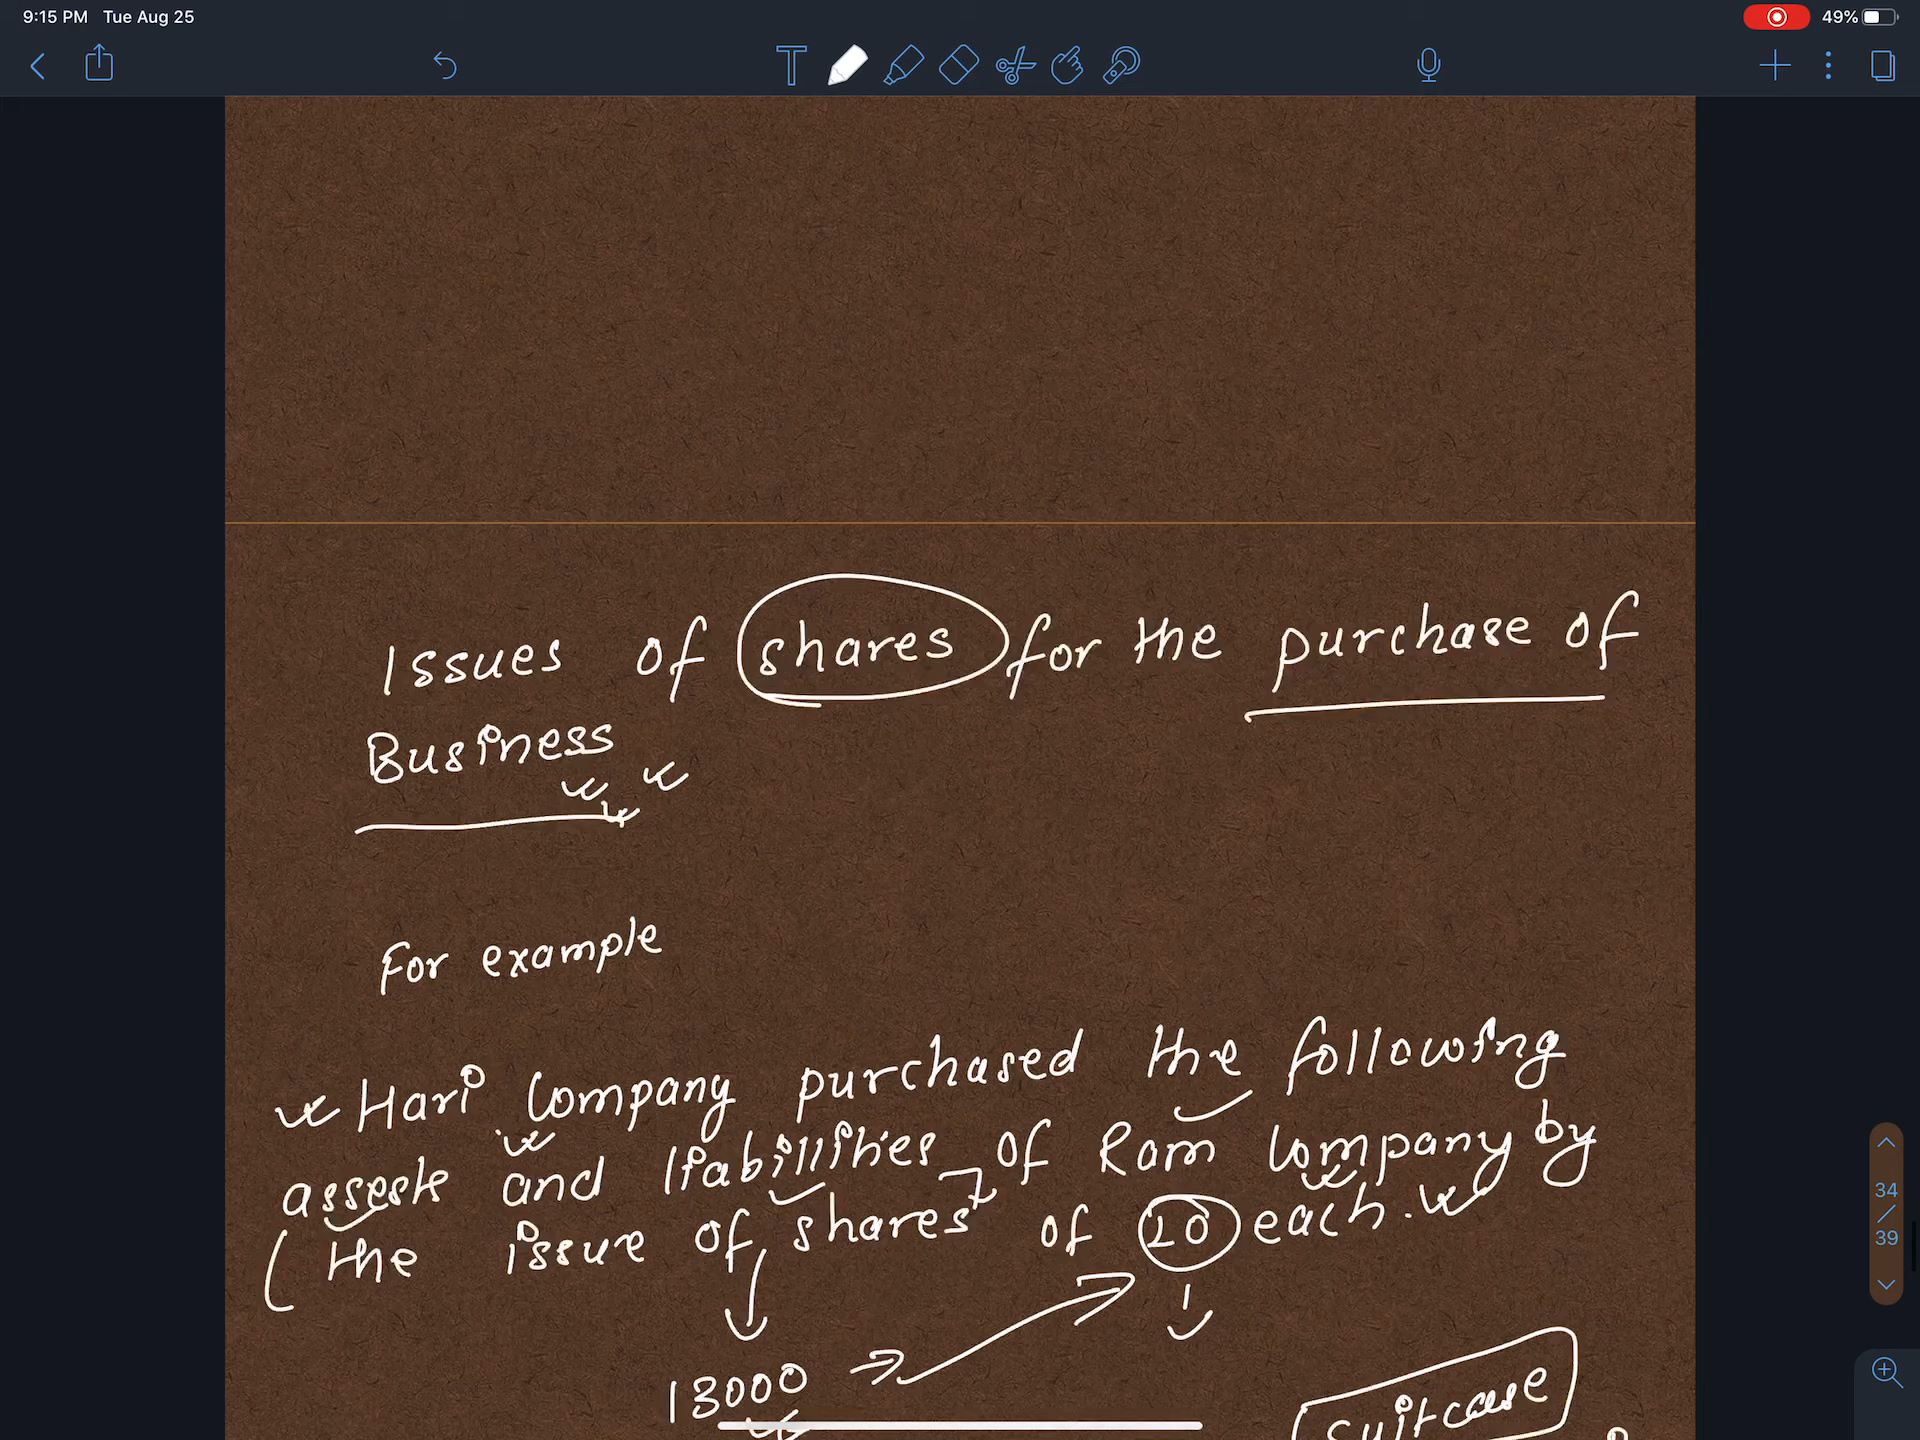 9:15 PM Tue Aug 25
49%
Issues of shares for the purchase of
Business
For example
Hari Company purchased the following
assests and liabilities of Ram Company by
the issue of shares of 10 each.
13000
suitcase
34
/
39